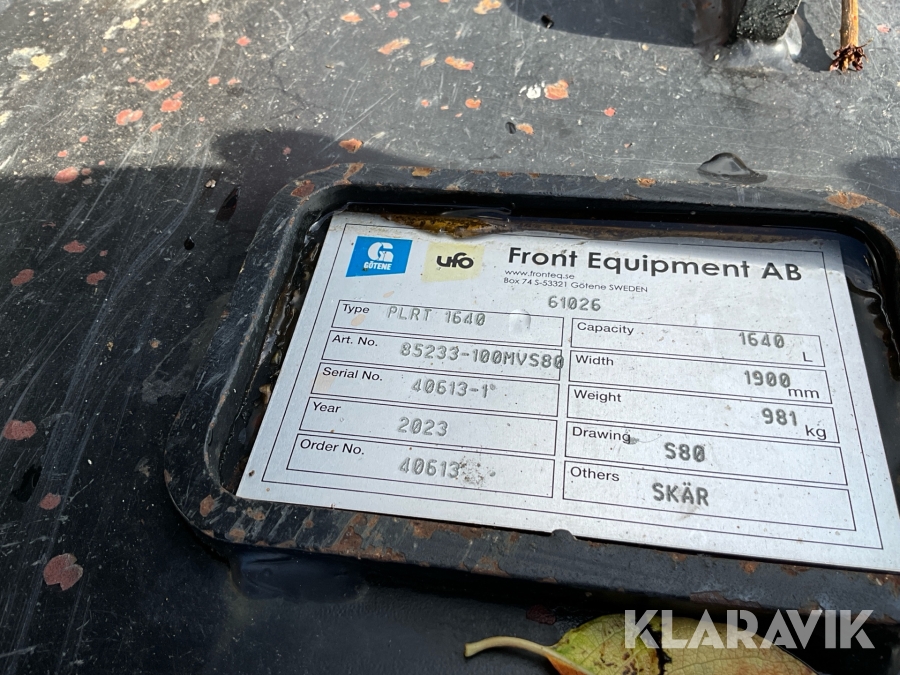 GÖTENE
ufo
Front Equipment AB
www.fronteq.se
Box 74 S-53321 Götene SWEDEN
61026
Type PLRT 1640
Art. No. 85233-100MVS80
Serial No. 40613-1
Year 2023
Order No. 40613
Capacity 1640 L
Width 1900 mm
Weight 981 kg
Drawing S80
Others SKÄR
KLARAVIK